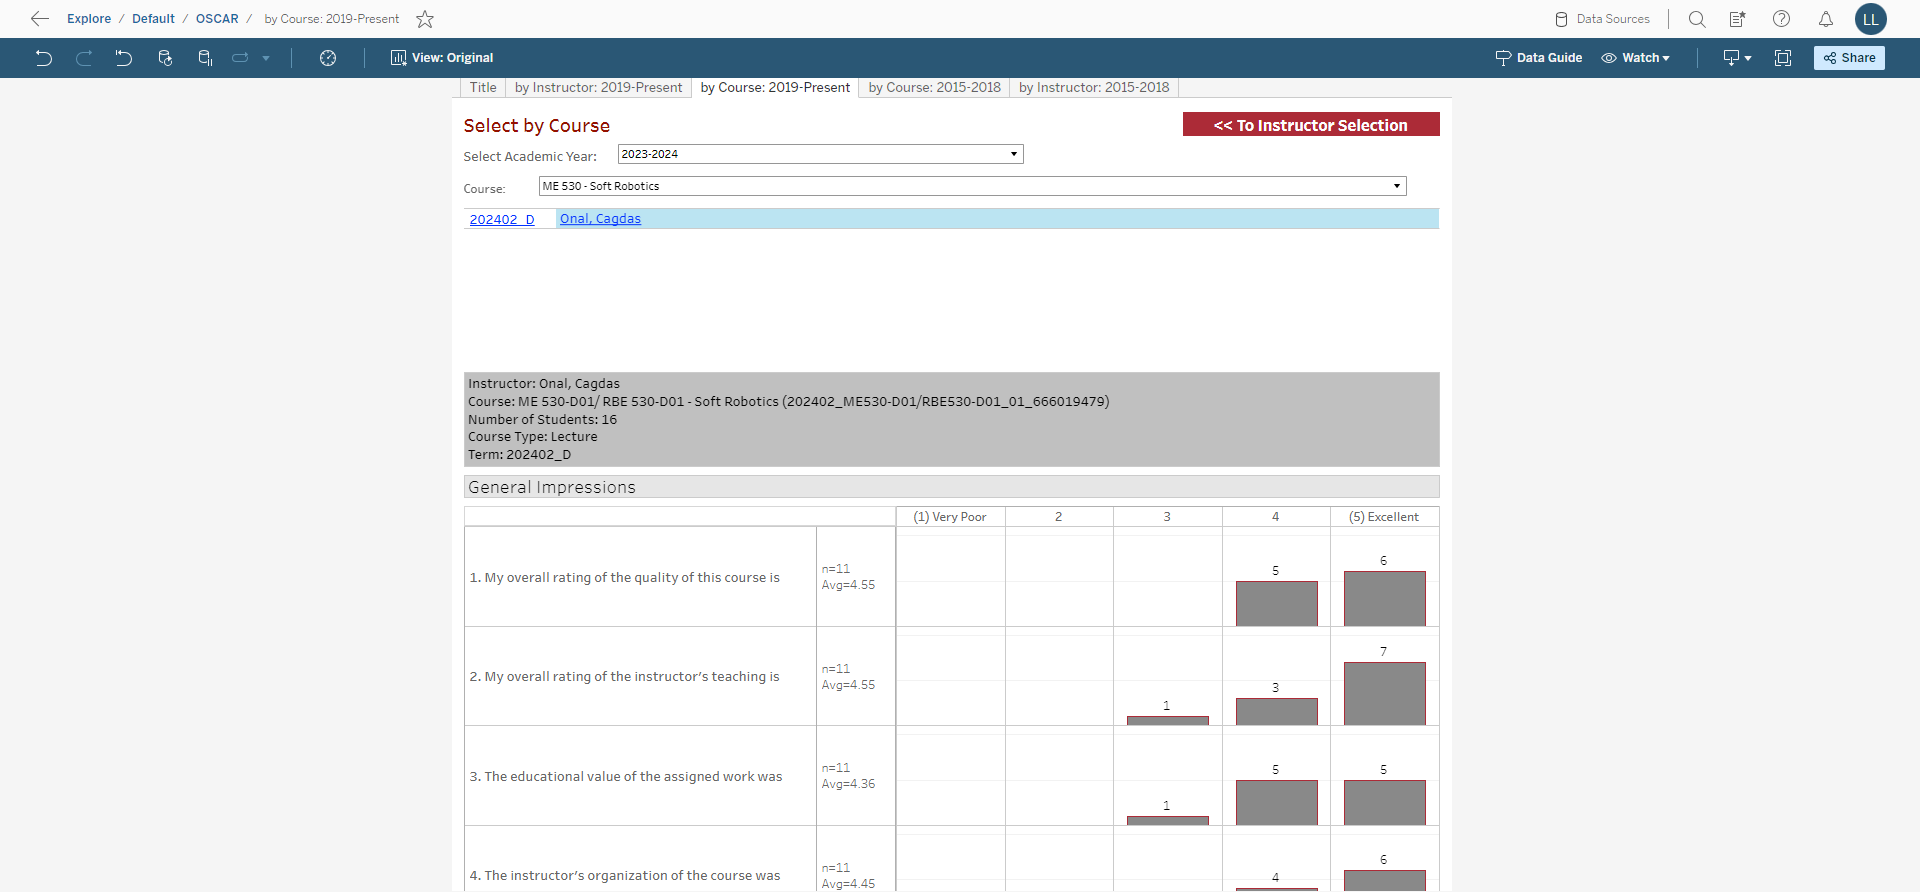 Explore / Default / OSCAR / by Course: 2019-Present
Data Sources
LL
View: Original
Data Guide
Watch
Share
Title
by Instructor: 2019-Present
by Course: 2019-Present
by Course: 2015-2018
by Instructor: 2015-2018
Select by Course
<< To Instructor Selection
Select Academic Year:
2023-2024
Course:
ME 530 - Soft Robotics
202402_D
Onal, Cagdas
Instructor: Onal, Cagdas
Course: ME 530-D01/ RBE 530-D01 - Soft Robotics (202402_ME530-D01/RBE530-D01_01_666019479)
Number of Students: 16
Course Type: Lecture
Term: 202402_D
General Impressions
(1) Very Poor
2
3
4
(5) Excellent
1. My overall rating of the quality of this course is
n=11
Avg=4.55
5
6
2. My overall rating of the instructor's teaching is
n=11
Avg=4.55
1
3
7
3. The educational value of the assigned work was
n=11
Avg=4.36
1
5
5
4. The instructor's organization of the course was
n=11
Avg=4.45
4
6